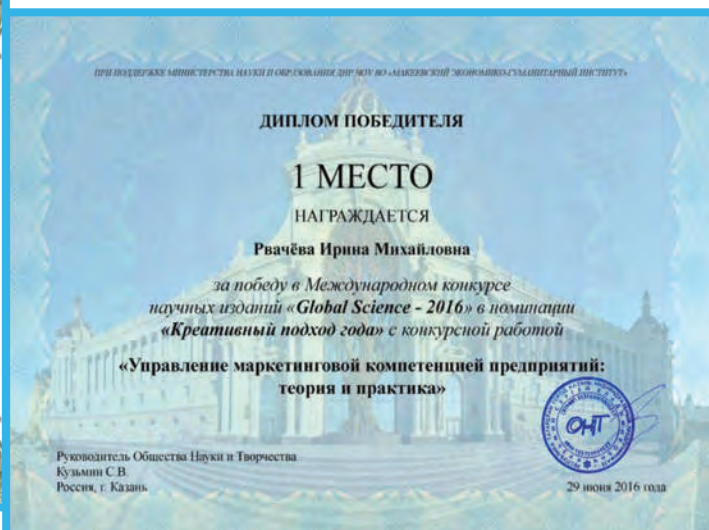 ПРИ ПОДДЕРЖКЕ МИНИСТЕРСТВА НАУКИ И ОБРАЗОВАНИЯ ДНР МОУ ВО «МАКЕЕВСКИЙ ЭКОНОМИКО-ГУМАНИТАРНЫЙ ИНСТИТУТ»
ДИПЛОМ ПОБЕДИТЕЛЯ
1 МЕСТО
НАГРАЖДАЕТСЯ
Рвачёва Ирина Михайловна
за победу в Международном конкурсе
научных изданий «Global Science - 2016» в номинации
«Креативный подход года» с конкурсной работой
«Управление маркетинговой компетенцией предприятий:
теория и практика»
ОНТ
Руководитель Общества Науки и Творчества
Кузьмин С.В.
Россия, г. Казань
29 июня 2016 года